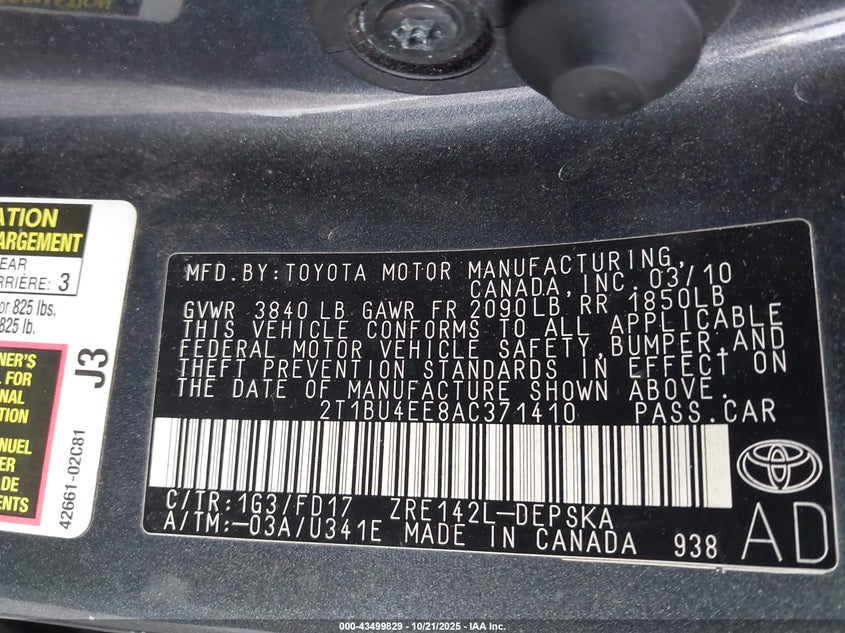 ATION
ARGEMENT
EAR
RRIÈRE: 3
or 825 lbs.
825 lb.
NER'S
L FOR
ONAL
TION
NUEL
ER
DE
EMENTS
J3
42661-02C81
MFD.BY:TOYOTA MOTOR MANUFACTURING,
CANADA,INC.03/10
GVWR 3840 LB GAWR FR 2090LB, RR 1850LB
THIS VEHICLE CONFORMS TO ALL APPLICABLE
FEDERAL MOTOR VEHICLE SAFETY,BUMPER,AND
THEFT PREVENTION STANDARDS IN EFFECT ON
THE DATE OF MANUFACTURE SHOWN ABOVE.
2T1BU4EE8AC371410 PASS.CAR
C/TR:1G3/FD17 ZRE142L-DEPSKA
A/TM:-03A/U341E MADE IN CANADA 938
AD
000-43499829 - 10/21/2025 - IAA Inc.